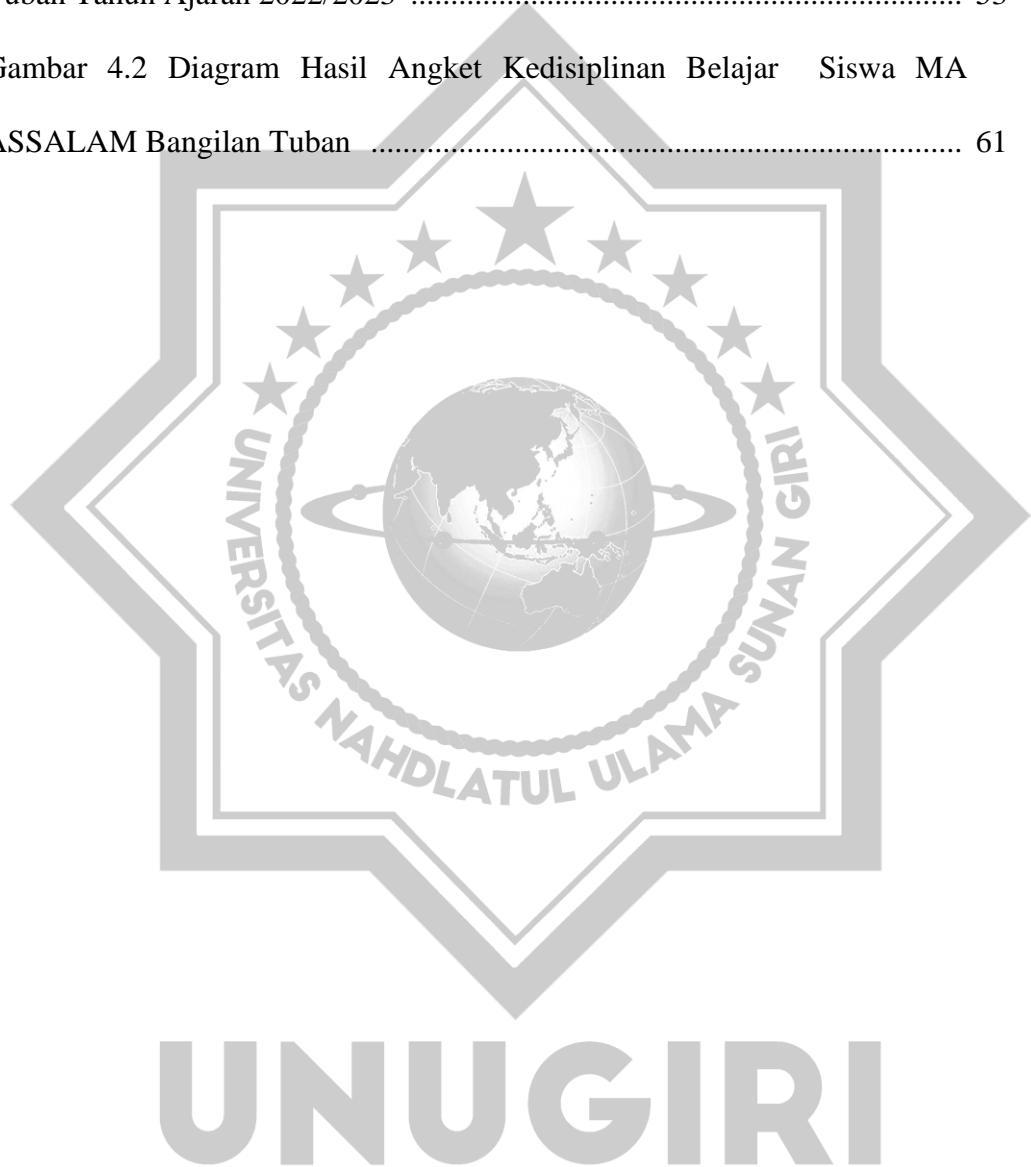 Tuban Tahun Ajaran 2022/2023 ..................................................................... 55
Gambar 4.2 Diagram Hasil Angket Kedisiplinan Belajar Siswa MA
ASSALAM Bangilan Tuban .......................................................................... 61
UNIVERSITAS NAHDLATUL ULAMA SUNAN GIRI
UNUGIRI